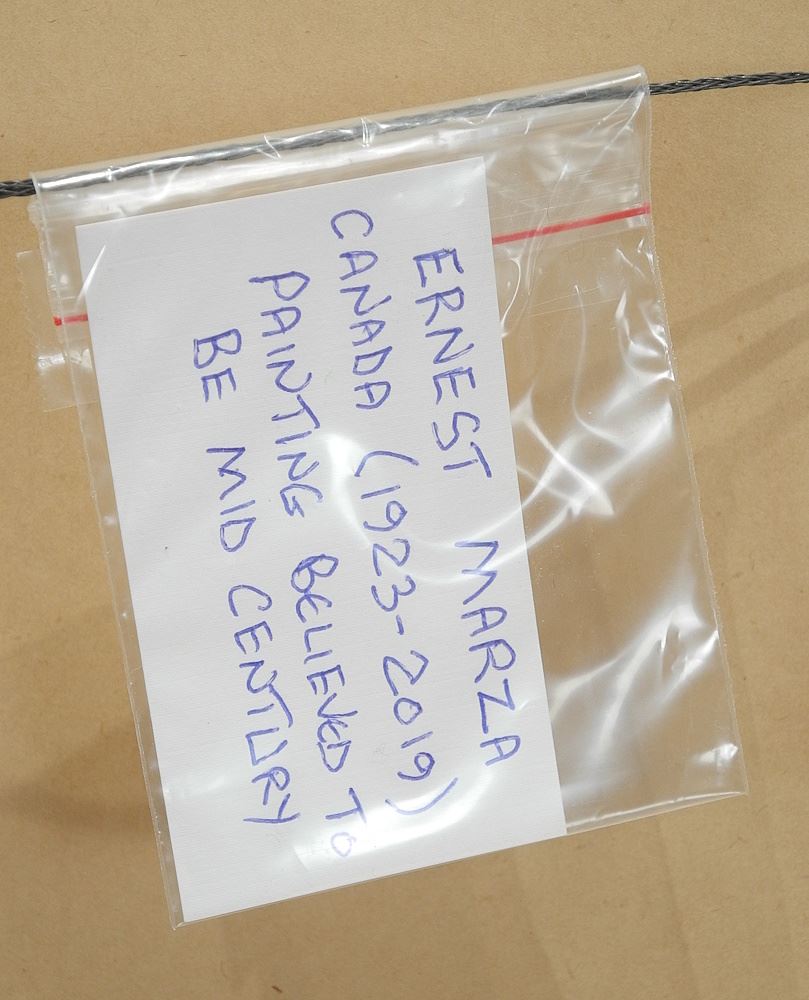 ERNEST MARZA
CANADA (1923-2019)
PAINTING BELIEVED TO
BE MID CENTURY